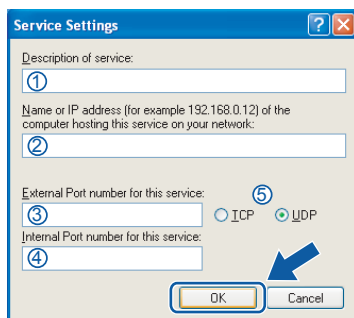 Service Settings
Description of service:
①
Name or IP address (for example 192.168.0.12) of the
computer hosting this service on your network:
②
External Port number for this service:
⑤
③
TCP
UDP
Internal Port number for this service:
④
OK
Cancel